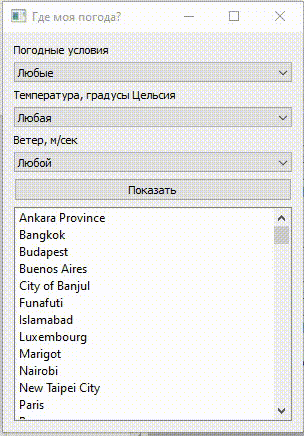 Где моя погода?
Погодные условия
Любые
Температура, градусы Цельсия
Любая
Ветер, м/сек
Любой
Показать
Ankara Province
Bangkok
Budapest
Buenos Aires
City of Banjul
Funafuti
Islamabad
Luxembourg
Marigot
Nairobi
New Taipei City
Paris